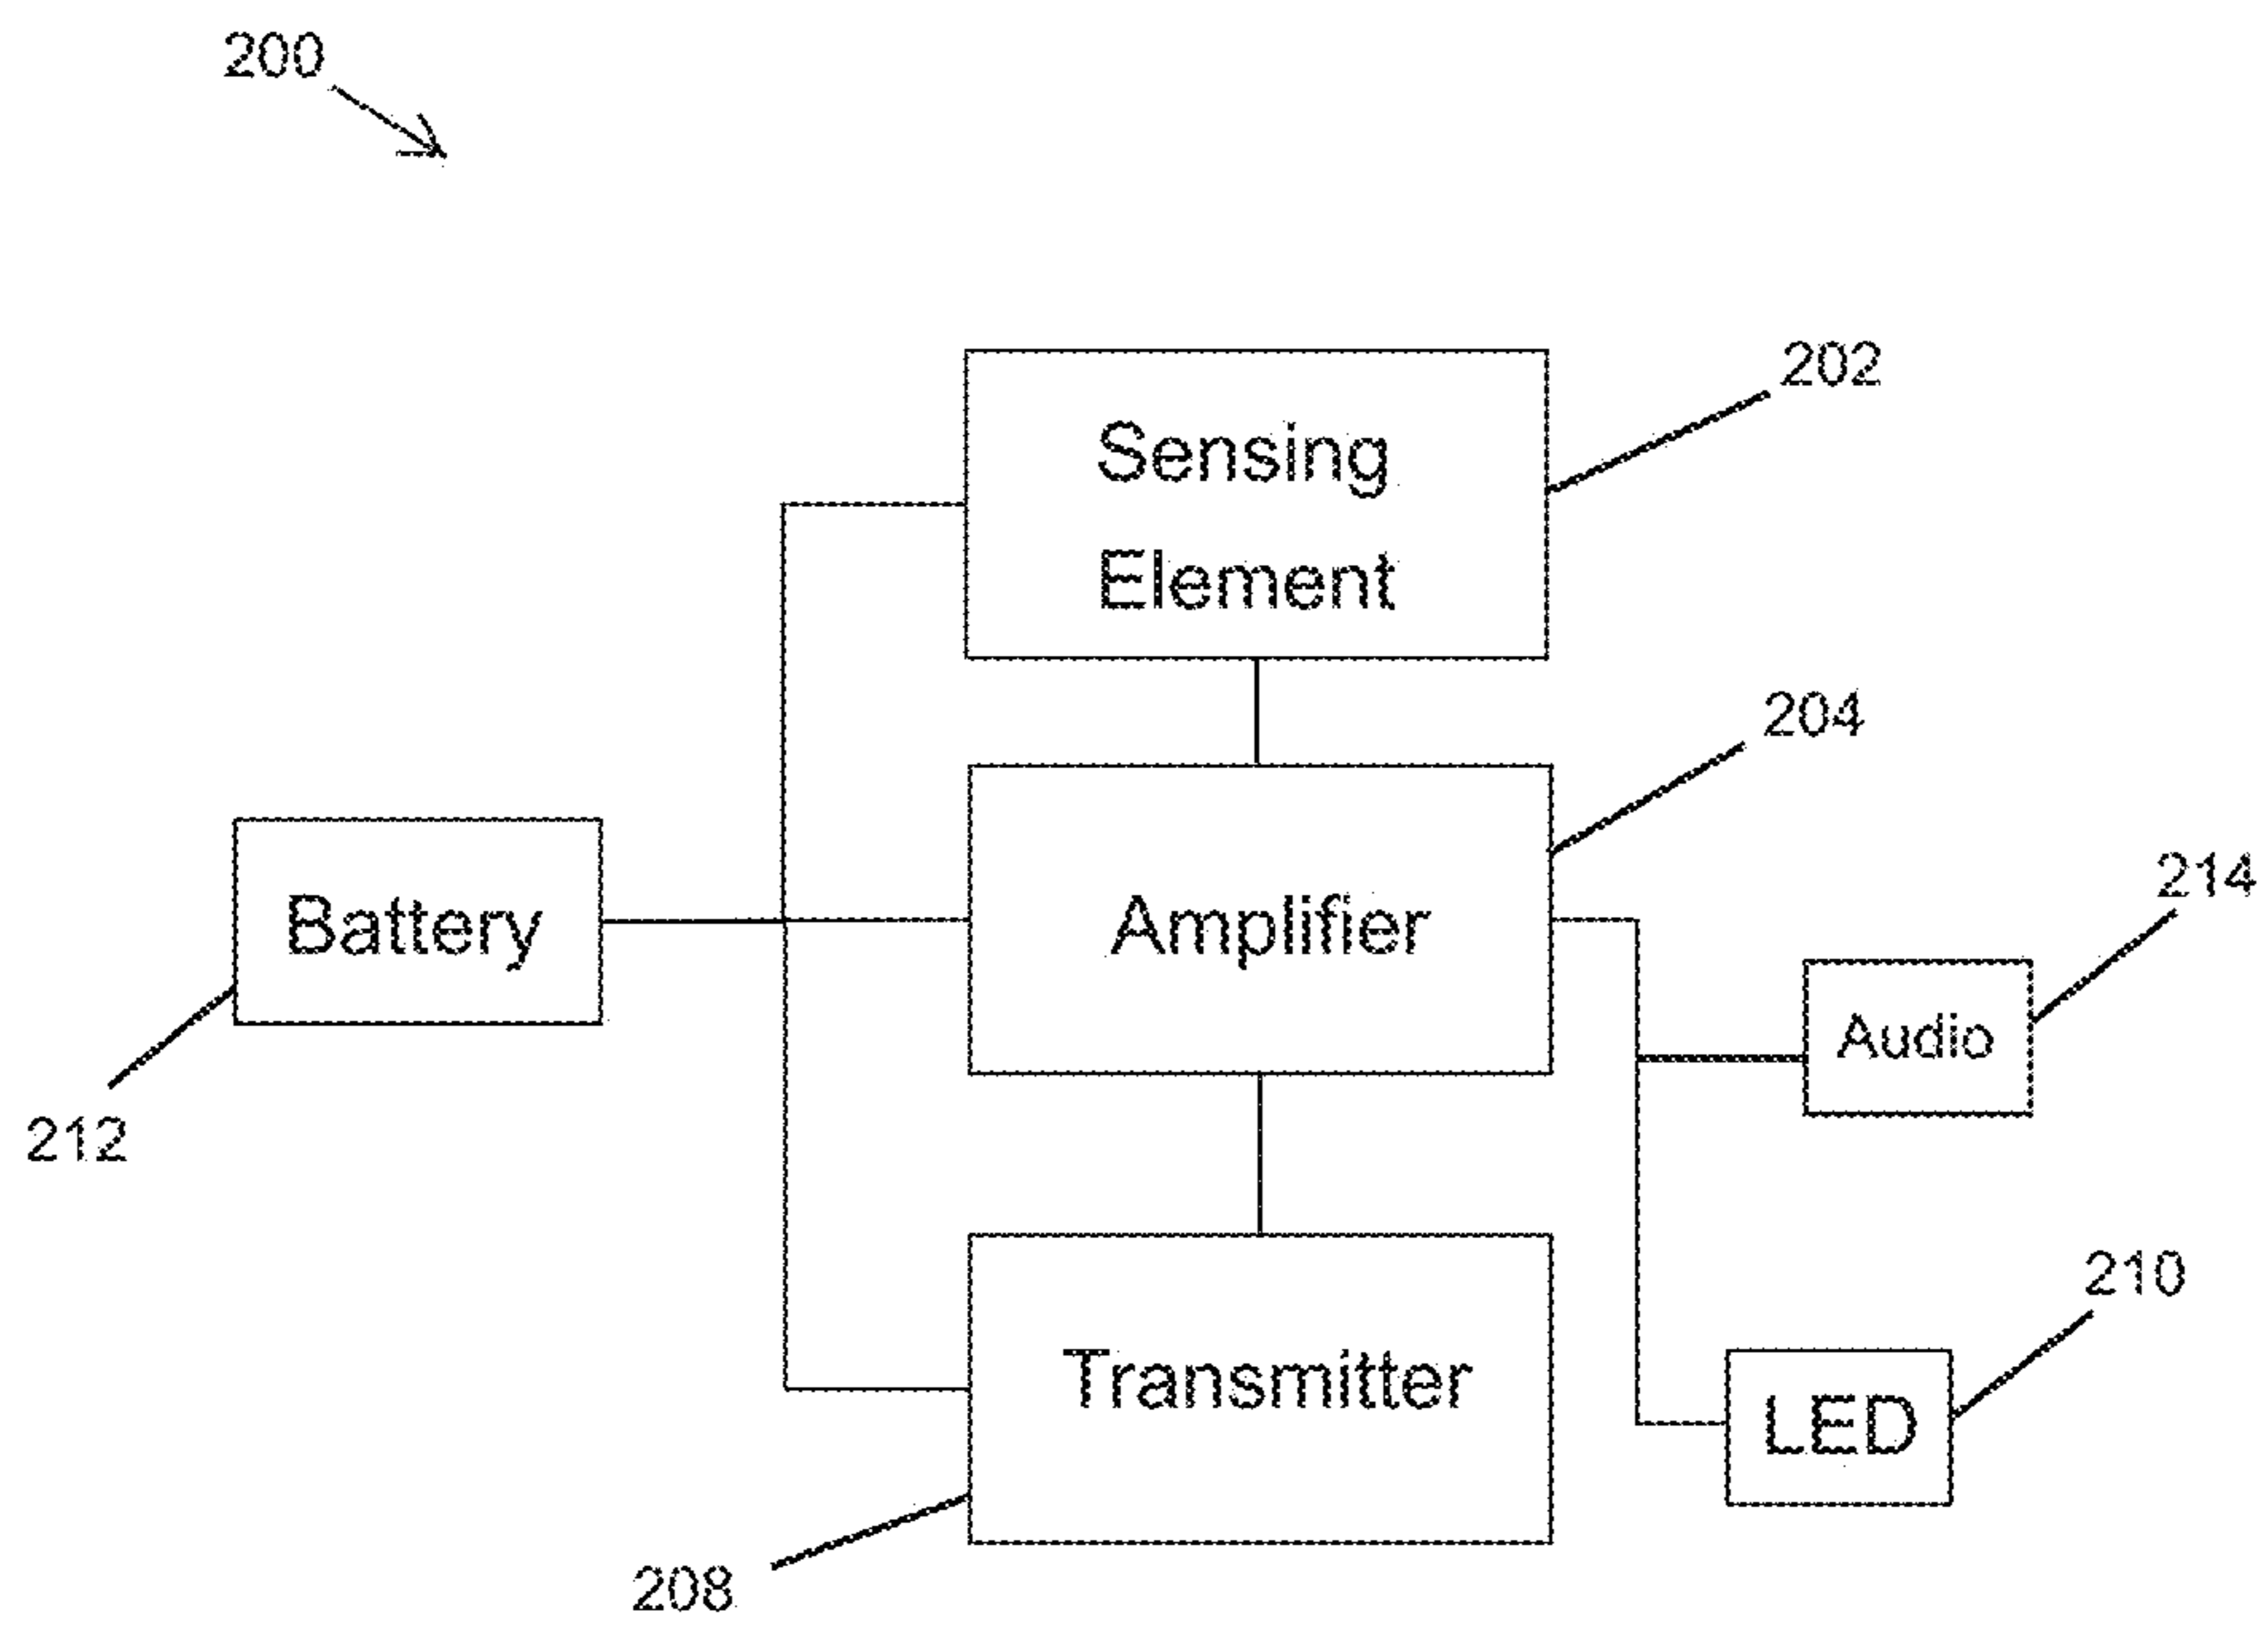 200
Sensing
Element
202
204
Battery
Amplifier
214
Audio
212
210
Transmitter
LED
208